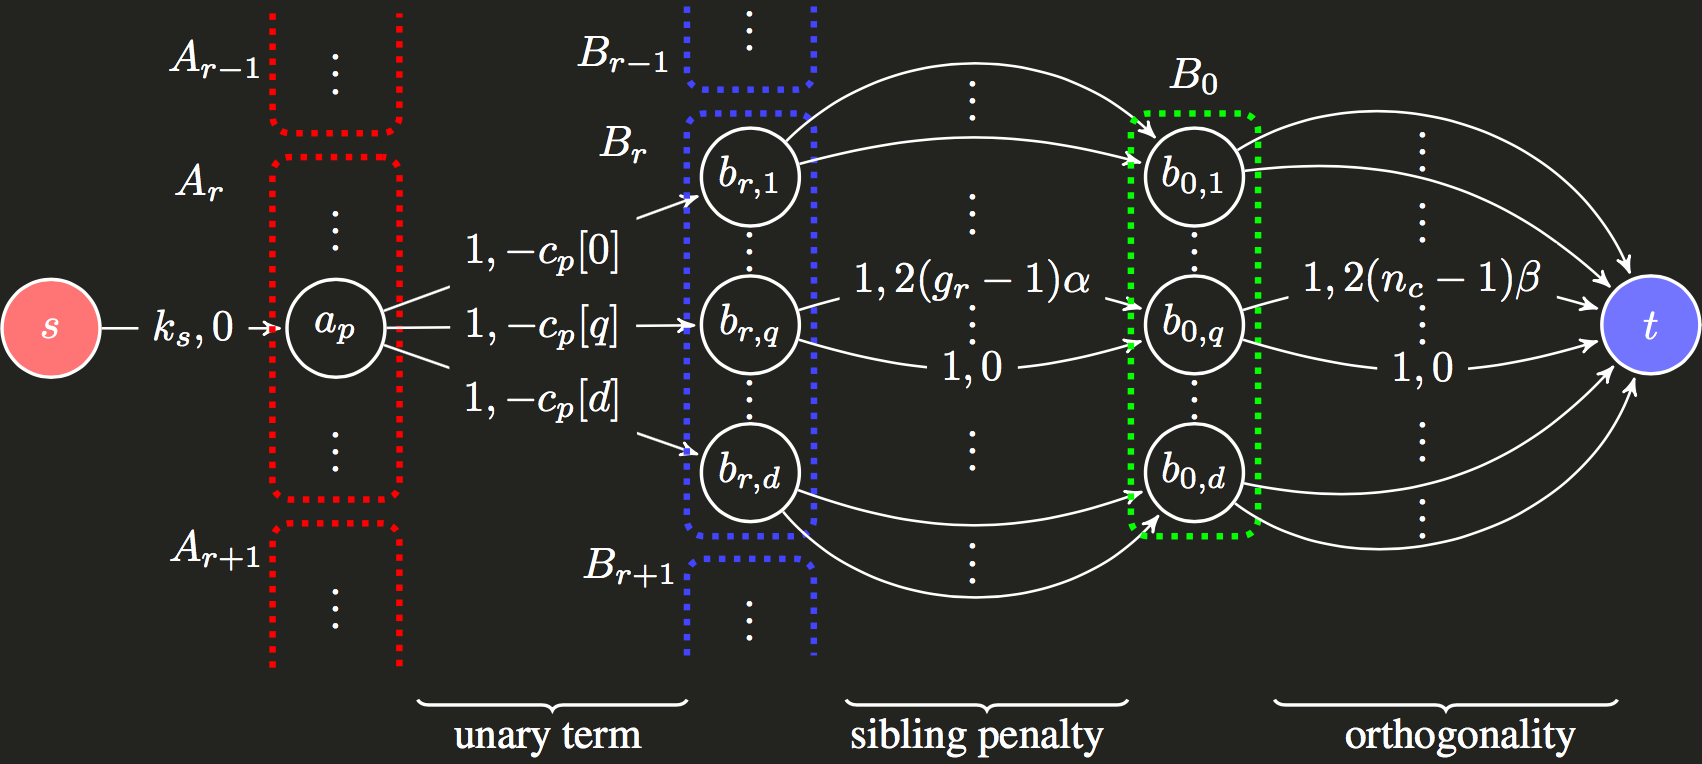 A_{r−1}
⋮
B_{r−1}
⋮
B_0
⋮
⋮
A_r
B_r
b_{r,1}
b_{0,1}
⋮
⋮
⋮
⋮
⋮
1, −c_p[0]
1, 2(g_r − 1)α
1, 2(n_c − 1)β
s
k_s, 0
a_p
1, −c_p[q]
b_{r,q}
⋮
b_{0,q}
⋮
t
1, 0
1, 0
1, −c_p[d]
⋮
⋮
⋮
⋮
⋮
b_{r,d}
b_{0,d}
⋮
A_{r+1}
B_{r+1}
⋮
⋮
⋮
unary term
sibling penalty
orthogonality